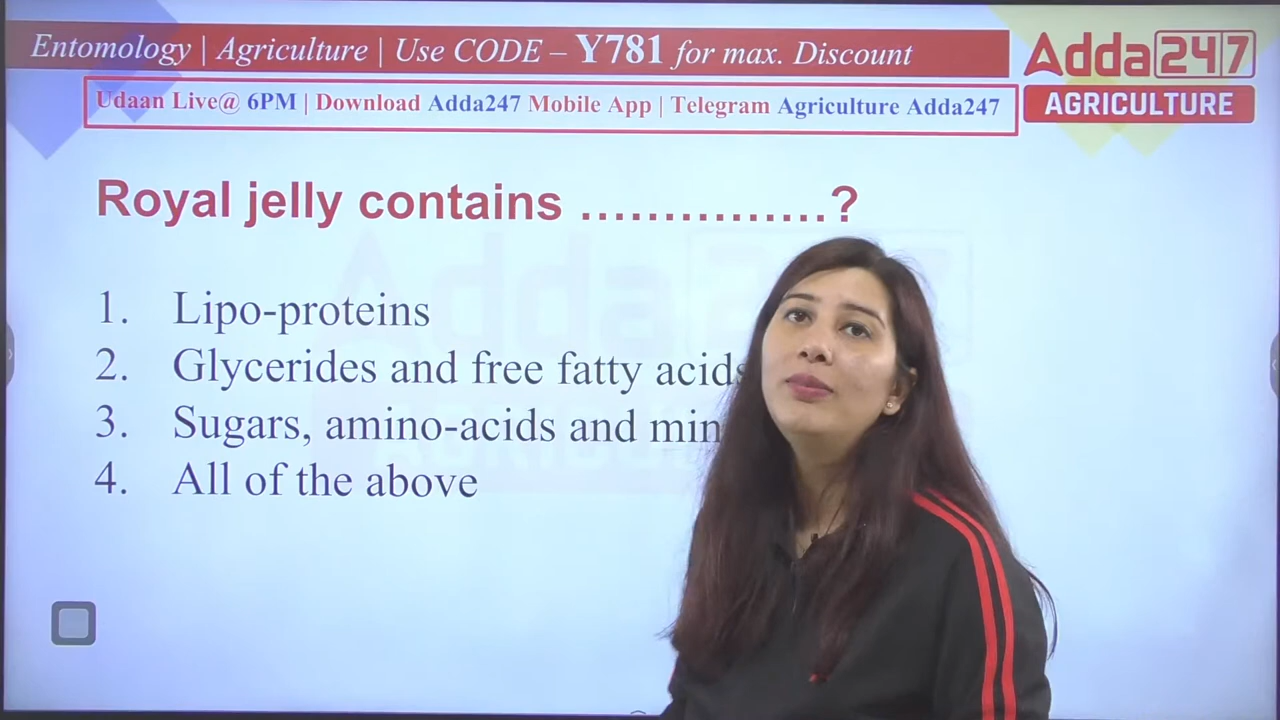 Entomology | Agriculture | Use CODE – Y781 for max. Discount
Adda247
Udaan Live@ 6PM | Download Adda247 Mobile App | Telegram Agriculture Adda247
AGRICULTURE
Royal jelly contains ……………?
1. Lipo-proteins
2. Glycerides and free fatty acids
3. Sugars, amino-acids and
4. All of the above